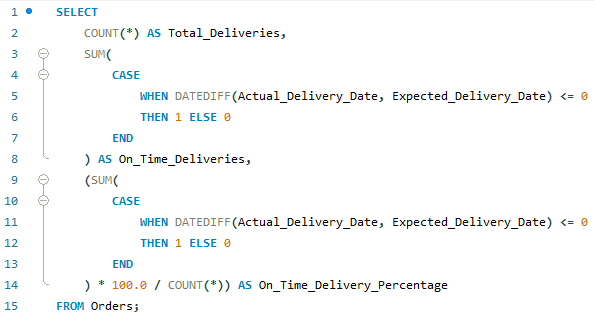 1 SELECT
2 COUNT(*) AS Total_Deliveries,
3 SUM(
4 CASE
5 WHEN DATEDIFF(Actual_Delivery_Date, Expected_Delivery_Date) <= 0
6 THEN 1 ELSE 0
7 END
8 ) AS On_Time_Deliveries,
9 (SUM(
10 CASE
11 WHEN DATEDIFF(Actual_Delivery_Date, Expected_Delivery_Date) <= 0
12 THEN 1 ELSE 0
13 END
14 ) * 100.0 / COUNT(*)) AS On_Time_Delivery_Percentage
15 FROM Orders;